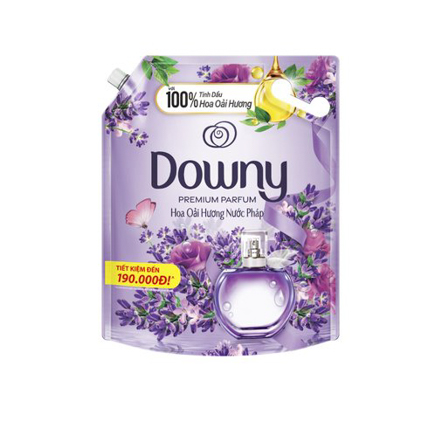 Với
100% Tinh Dầu
Hoa Oải Hương
Downy
PREMIUM PARFUM
Hoa Oải Hương Nước Pháp
TIẾT KIỆM ĐẾN
190.000Đ!*